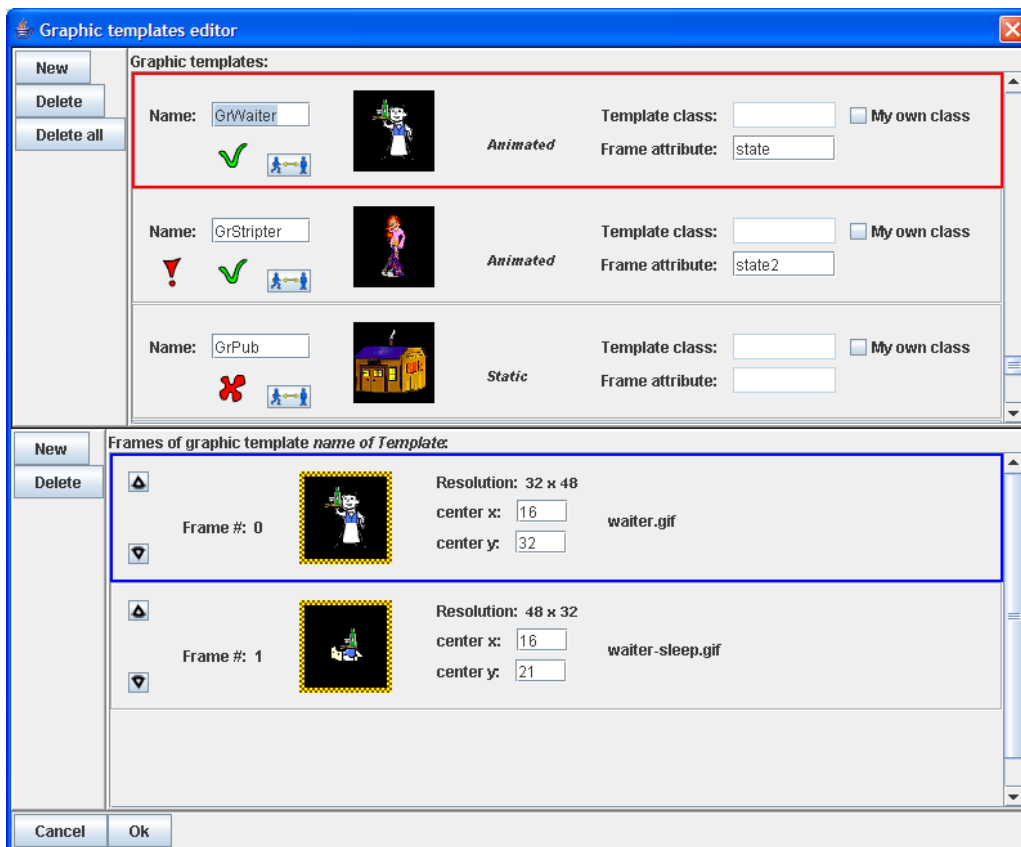 Graphic templates editor
New
Delete
Delete all
Graphic templates:
Name: GrWaiter
Animated
Template class:
My own class
Frame attribute: state
Name: GrStripter
Animated
Template class:
My own class
Frame attribute: state2
Name: GrPub
Static
Template class:
My own class
Frame attribute:
New
Delete
Frames of graphic template name of Template:
Frame #: 0
Resolution: 32 x 48
center x: 16
center y: 32
waiter.gif
Frame #: 1
Resolution: 48 x 32
center x: 16
center y: 21
waiter-sleep.gif
Cancel
Ok